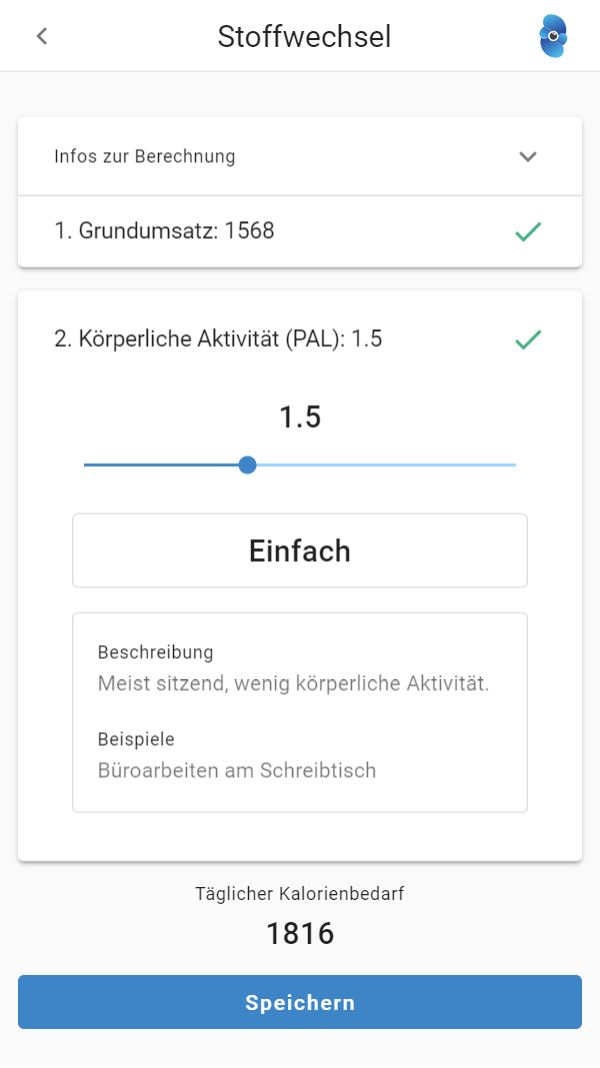 Stoffwechsel
Infos zur Berechnung
1. Grundumsatz: 1568
2. Körperliche Aktivität (PAL): 1.5
1.5
Einfach
Beschreibung
Meist sitzend, wenig körperliche Aktivität.
Beispiele
Büroarbeiten am Schreibtisch
Täglicher Kalorienbedarf
1816
Speichern